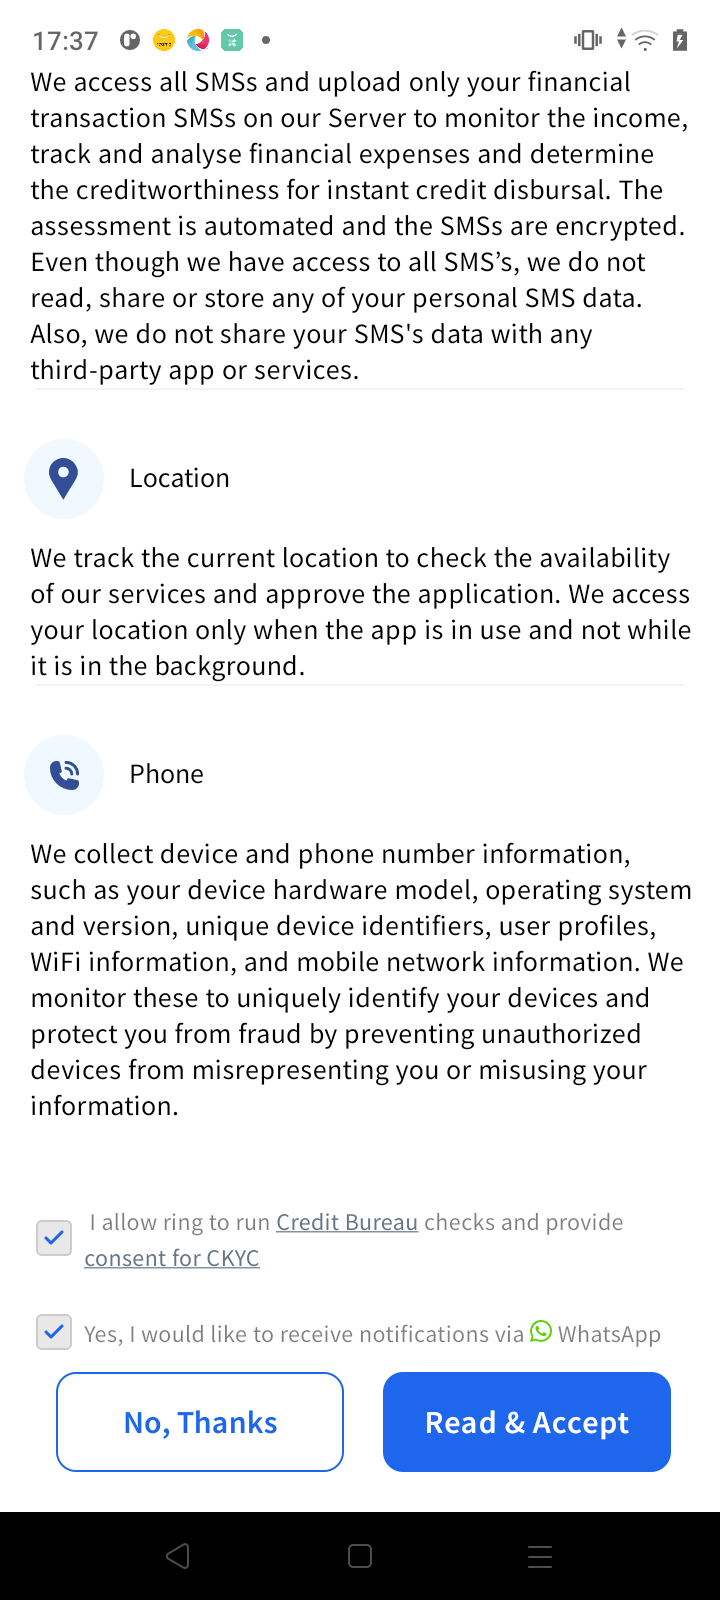 17:37
We access all SMSs and upload only your financial
transaction SMSs on our Server to monitor the income,
track and analyse financial expenses and determine
the creditworthiness for instant credit disbursal. The
assessment is automated and the SMSs are encrypted.
Even though we have access to all SMS’s, we do not
read, share or store any of your personal SMS data.
Also, we do not share your SMS's data with any
third-party app or services.
Location
We track the current location to check the availability
of our services and approve the application. We access
your location only when the app is in use and not while
it is in the background.
Phone
We collect device and phone number information,
such as your device hardware model, operating system
and version, unique device identifiers, user profiles,
WiFi information, and mobile network information. We
monitor these to uniquely identify your devices and
protect you from fraud by preventing unauthorized
devices from misrepresenting you or misusing your
information.
I allow ring to run Credit Bureau checks and provide
consent for CKYC
Yes, I would like to receive notifications via WhatsApp
No, Thanks
Read & Accept